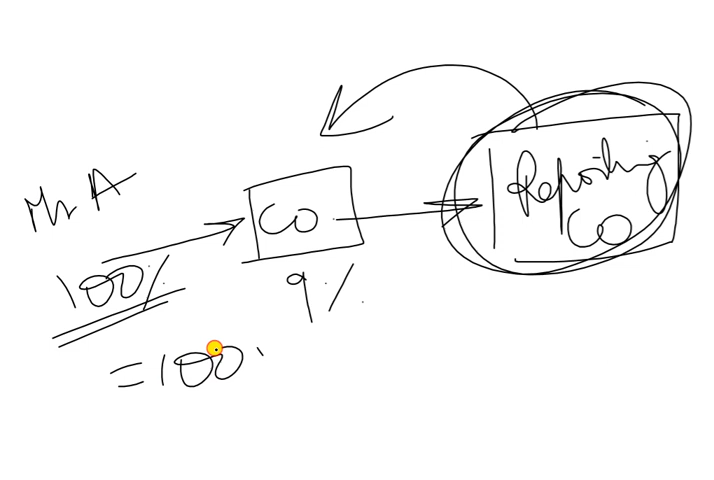 Mr A
100%
CO
9%
Reporting
CO
=100